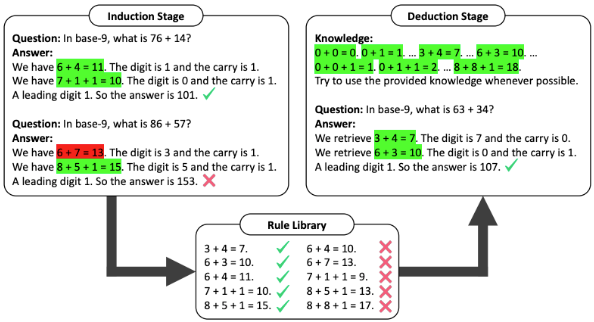 Induction Stage
Question: In base-9, what is 76 + 14?
Answer:
We have 6 + 4 = 11. The digit is 1 and the carry is 1.
We have 7 + 1 + 1 = 10. The digit is 0 and the carry is 1.
A leading digit 1. So the answer is 101.
Question: In base-9, what is 86 + 57?
Answer:
We have 6 + 7 = 13. The digit is 3 and the carry is 1.
We have 8 + 5 + 1 = 15. The digit is 5 and the carry is 1.
A leading digit 1. So the answer is 153.
Deduction Stage
Knowledge:
0 + 0 = 0. 0 + 1 = 1. ... 3 + 4 = 7. ... 6 + 3 = 10. ...
0 + 0 + 1 = 1. 0 + 1 + 1 = 2. ... 8 + 8 + 1 = 18.
Try to use the provided knowledge whenever possible.
Question: In base-9, what is 63 + 34?
Answer:
We retrieve 3 + 4 = 7. The digit is 7 and the carry is 0.
We retrieve 6 + 3 = 10. The digit is 0 and the carry is 1.
A leading digit 1. So the answer is 107.
Rule Library
3 + 4 = 7. 6 + 4 = 10.
6 + 3 = 10. 6 + 7 = 13.
6 + 4 = 11. 7 + 1 + 1 = 9.
7 + 1 + 1 = 10. 8 + 5 + 1 = 13.
8 + 5 + 1 = 15. 8 + 8 + 1 = 17.